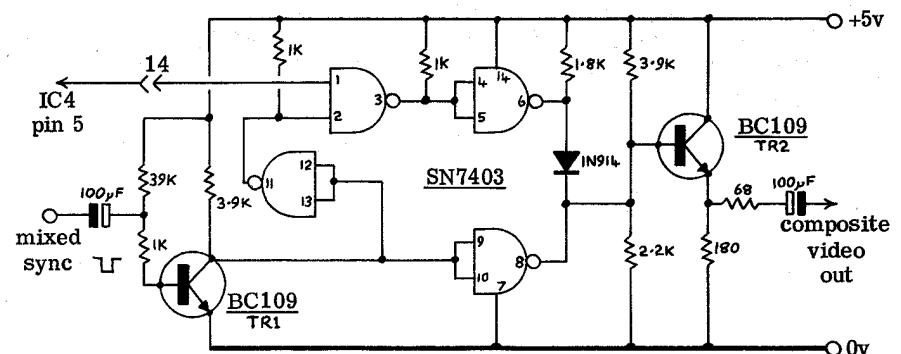 +5v
14
1K
1
2
3
1K
4
5
14
6
1·8K
3·9K
IC4
pin 5
BC109
TR2
39K
100µF
3·9K
11
12
13
SN7403
1N914
68
100µF
mixed
sync
1K
9
10
8
7
2·2K
180
composite
video
out
BC109
TR1
0v